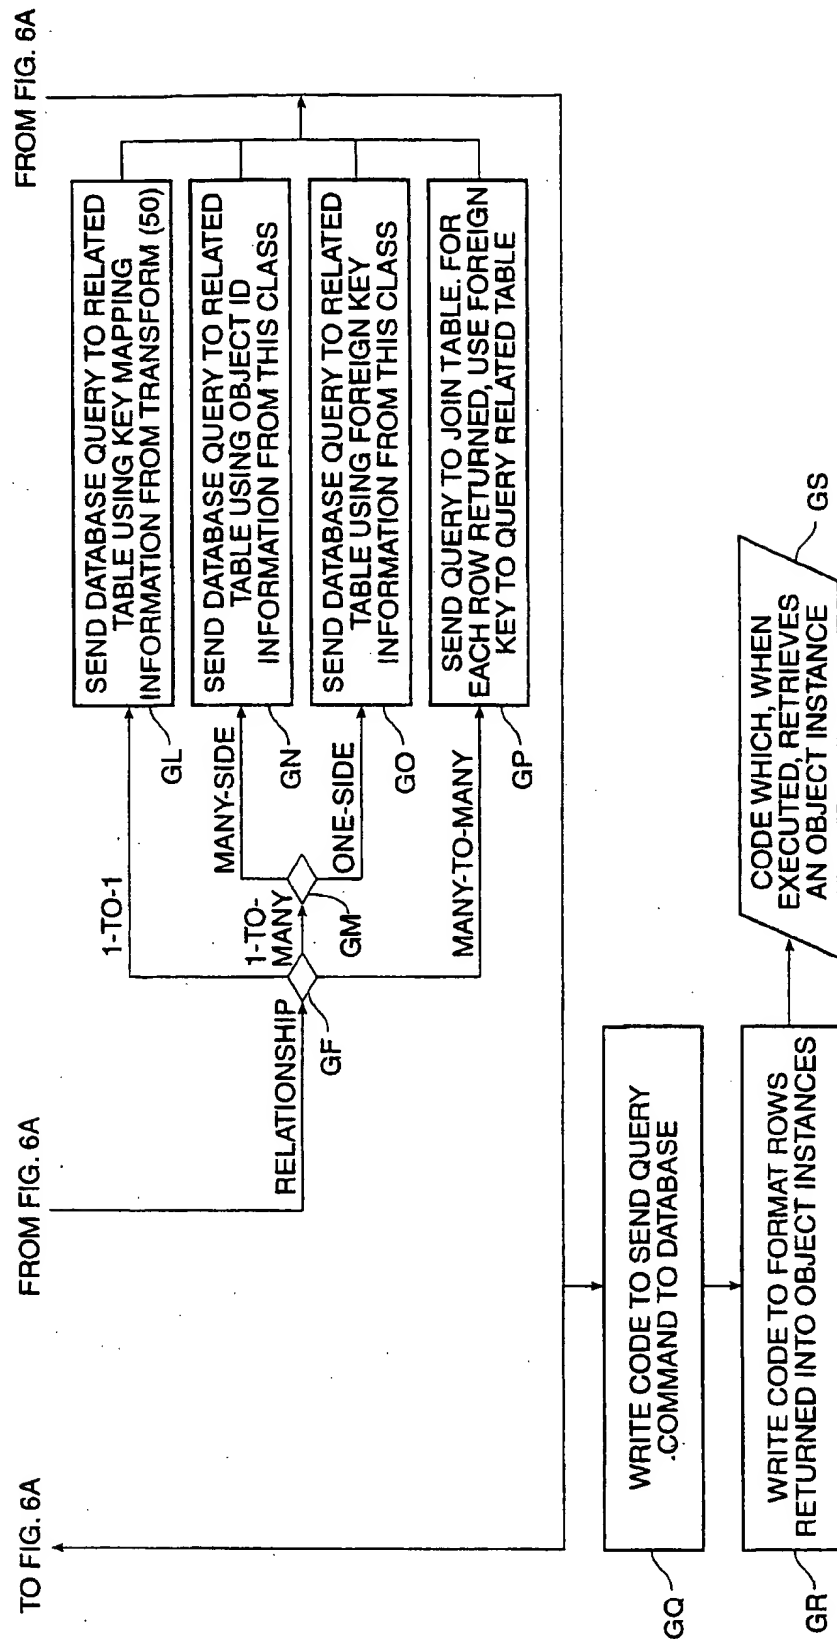 TO FIG. 6A
FROM FIG. 6A
FROM FIG. 6A
RELATIONSHIP
GF
1-TO-1
1-TO-
MANY
GM
MANY-SIDE
ONE-SIDE
MANY-TO-MANY
SEND DATABASE QUERY TO RELATED
TABLE USING KEY MAPPING
INFORMATION FROM TRANSFORM (50)
GL
SEND DATABASE QUERY TO RELATED
TABLE USING OBJECT ID
INFORMATION FROM THIS CLASS
GN
SEND DATABASE QUERY TO RELATED
TABLE USING FOREIGN KEY
INFORMATION FROM THIS CLASS
GO
SEND QUERY TO JOIN TABLE. FOR
EACH ROW RETURNED, USE FOREIGN
KEY TO QUERY RELATED TABLE
GP
WRITE CODE TO SEND QUERY
COMMAND TO DATABASE
GQ
WRITE CODE TO FORMAT ROWS
RETURNED INTO OBJECT INSTANCES
GR
CODE WHICH, WHEN
EXECUTED, RETRIEVES
AN OBJECT INSTANCE
GS